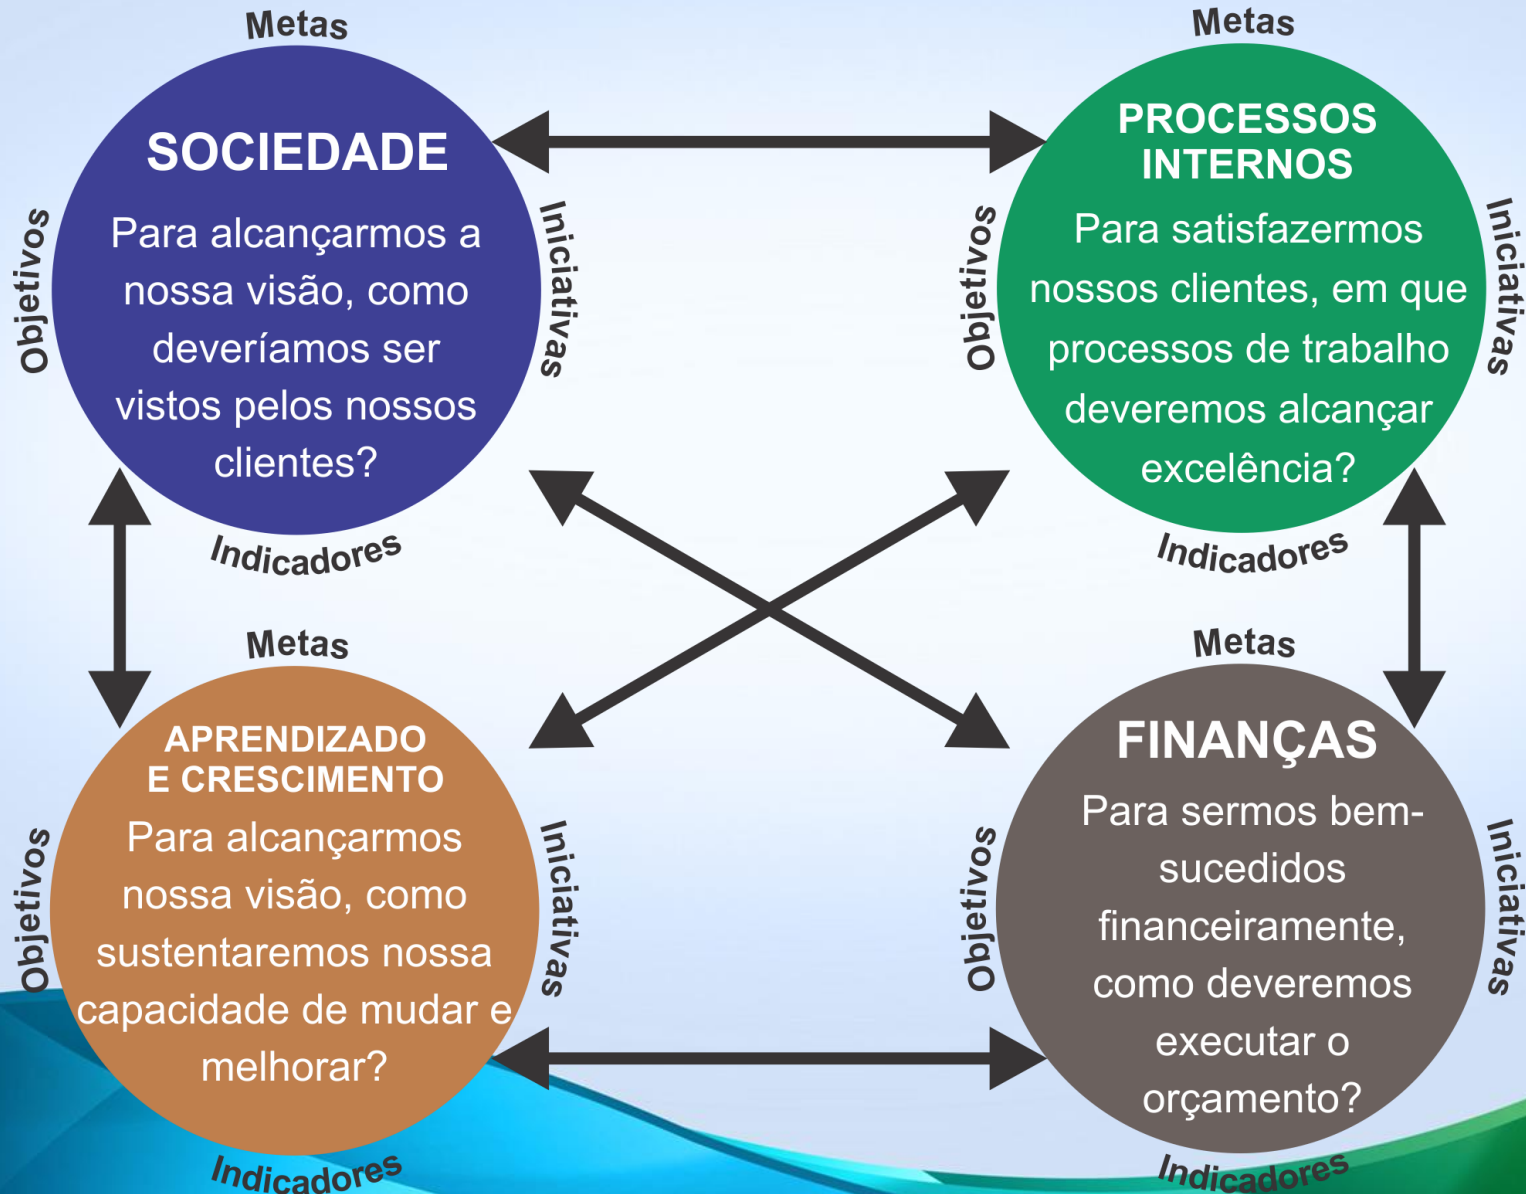 Metas
SOCIEDADE
Para alcançarmos a
nossa visão, como
deveríamos ser
vistos pelos nossos
clientes?
Objetivos
Iniciativas
Indicadores
Metas
PROCESSOS
INTERNOS
Para satisfazermos
nossos clientes, em que
processos de trabalho
deveremos alcançar
excelência?
Objetivos
Iniciativas
Indicadores
Metas
APRENDIZADO
E CRESCIMENTO
Para alcançarmos
nossa visão, como
sustentaremos nossa
capacidade de mudar e
melhorar?
Objetivos
Iniciativas
Indicadores
Metas
FINANÇAS
Para sermos bem-
sucedidos
financeiramente,
como deveremos
executar o
orçamento?
Objetivos
Iniciativas
Indicadores